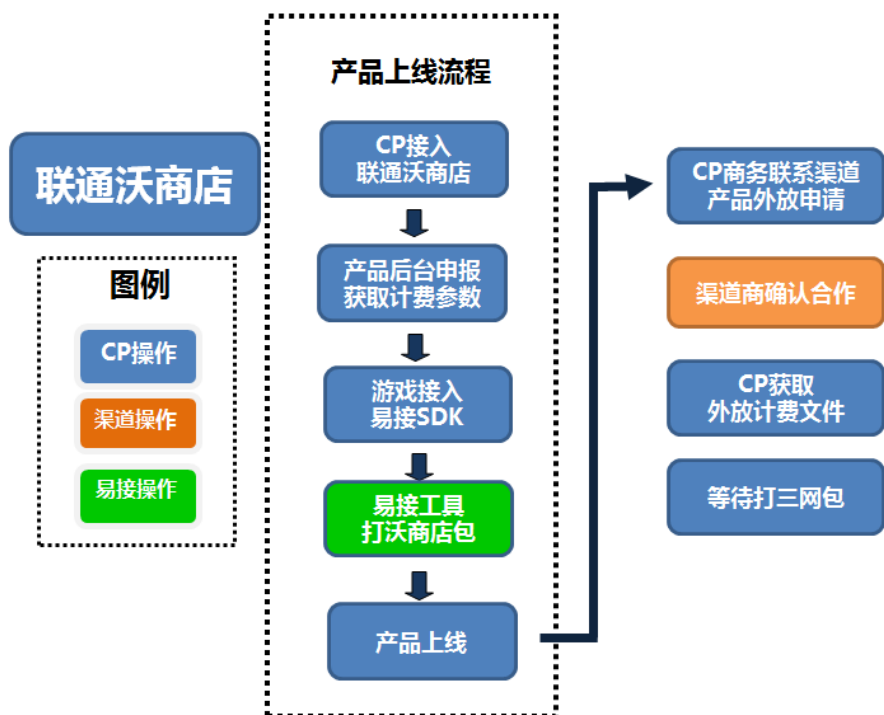 联通沃商店
图例
CP操作
渠道操作
易接操作
产品上线流程
CP接入
联通沃商店
产品后台申报
获取计费参数
游戏接入
易接SDK
易接工具
打沃商店包
产品上线
CP商务联系渠道
产品外放申请
渠道商确认合作
CP获取
外放计费文件
等待打三网包